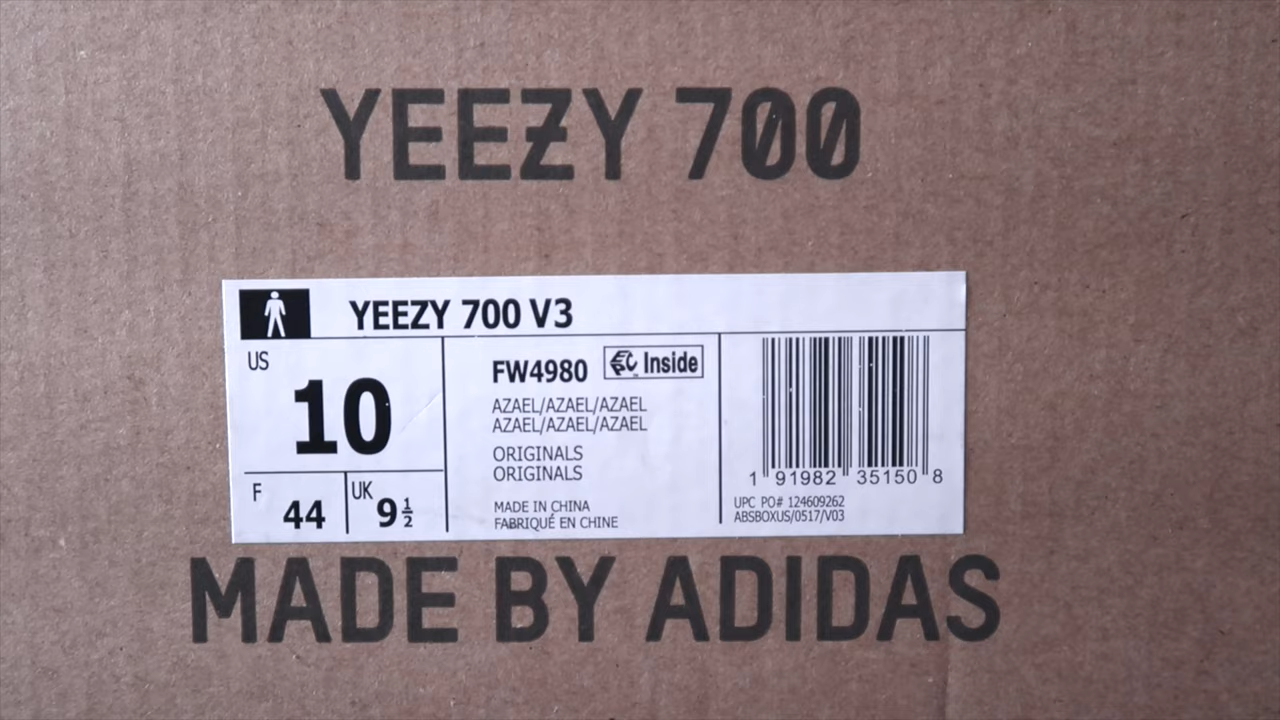 YEEZY 700
YEEZY 700 V3
US
10
F
44
UK
9½
FW4980
EPC Inside
AZAEL/AZAEL/AZAEL
AZAEL/AZAEL/AZAEL
ORIGINALS
ORIGINALS
MADE IN CHINA
FABRIQUÉ EN CHINE
1 91982 35150 8
UPC PO# 124609262
ABSBOXUS/0517/V03
MADE BY ADIDAS